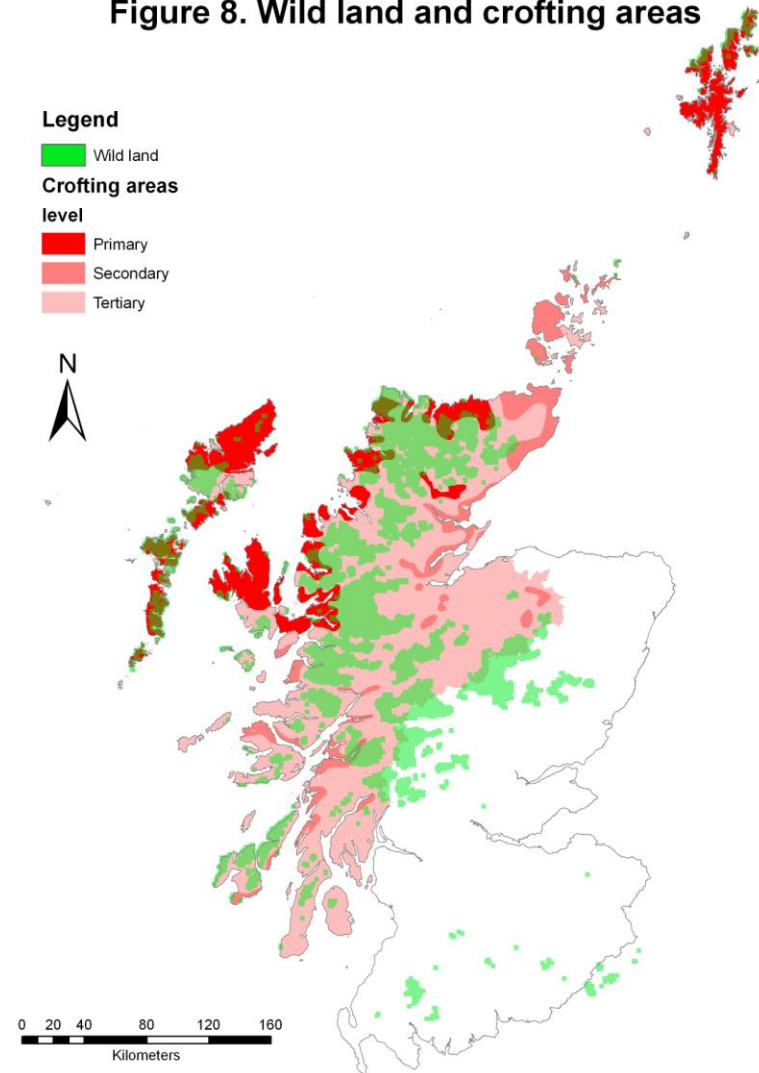 Figure 8. Wild land and crofting areas
Legend
Wild land
Crofting areas
level
Primary
Secondary
Tertiary
N
0 20 40 80 120 160
Kilometers